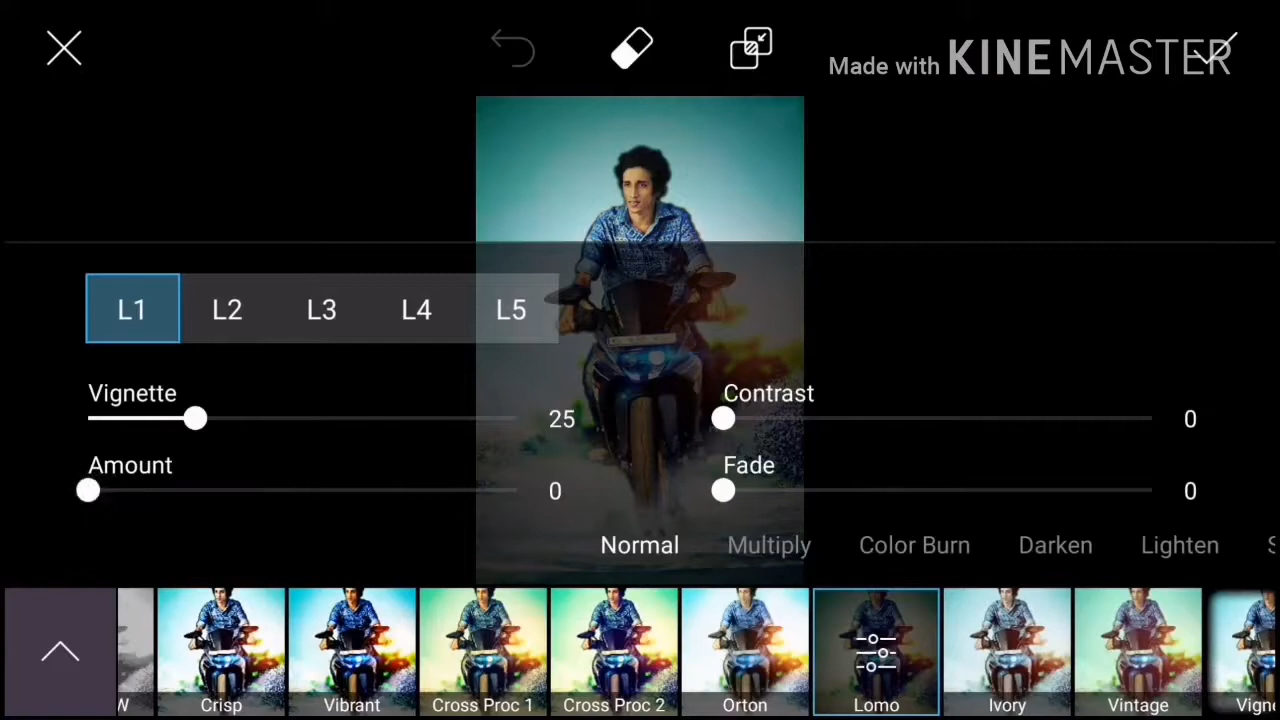 Made with KINEMASTER
L1 L2 L3 L4 L5
Vignette 25 Contrast 0
Amount 0 Fade 0
Normal Multiply Color Burn Darken Lighten
Crisp Vibrant Cross Proc 1 Cross Proc 2 Orton Lomo Ivory Vintage